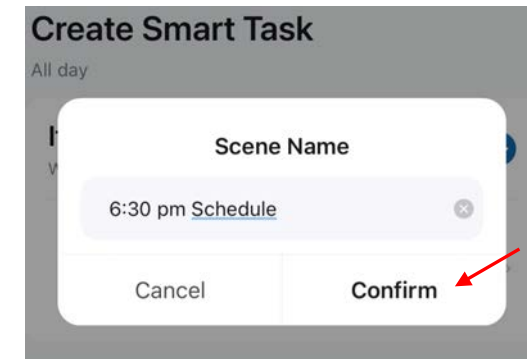 Create Smart Task
All day
Scene Name
6:30 pm Schedule
Cancel
Confirm